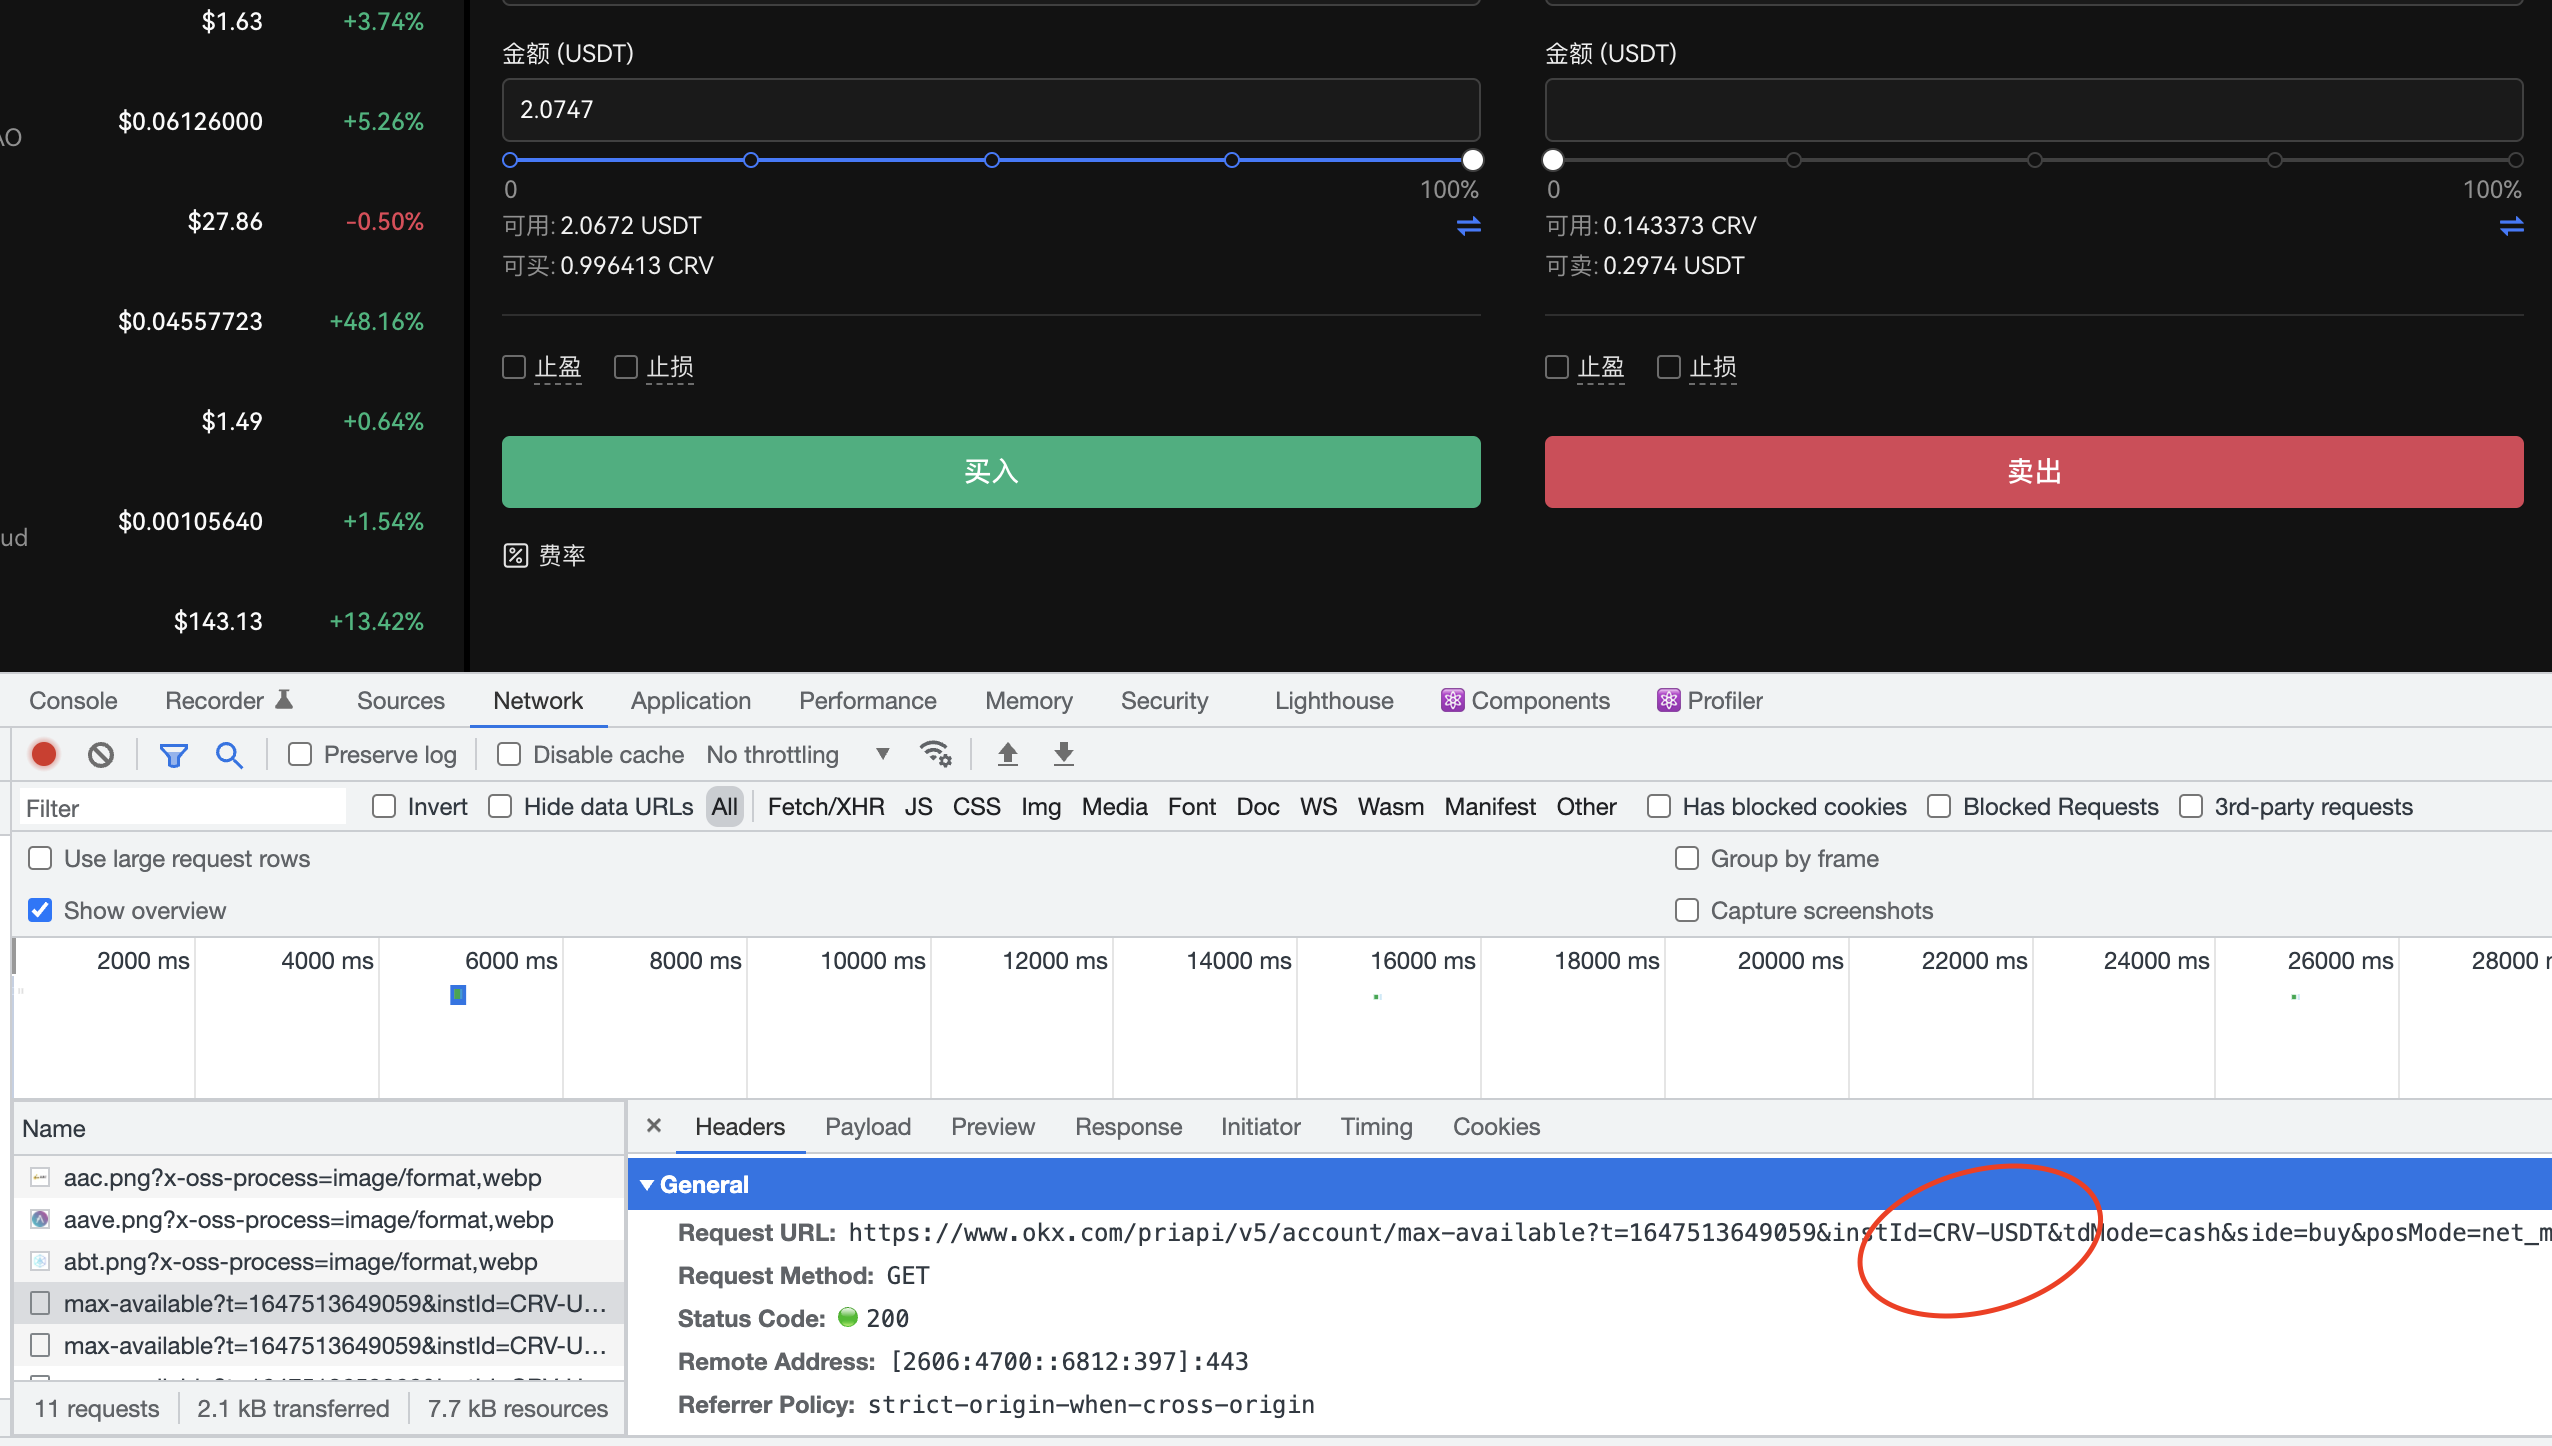 $1.63 +3.74%
AO $0.06126000 +5.26%
$27.86 -0.50%
$0.04557723 +48.16%
$1.49 +0.64%
ud $0.00105640 +1.54%
$143.13 +13.42%
金额 (USDT)
2.0747
0 100%
可用: 2.0672 USDT
可买: 0.996413 CRV
止盈 止损
买入
费率
金额 (USDT)
0 100%
可用: 0.143373 CRV
可卖: 0.2974 USDT
止盈 止损
卖出
Console Recorder Sources Network Application Performance Memory Security Lighthouse Components Profiler
Preserve log Disable cache No throttling
Filter Invert Hide data URLs All Fetch/XHR JS CSS Img Media Font Doc WS Wasm Manifest Other Has blocked cookies Blocked Requests 3rd-party requests
Use large request rows Group by frame
Show overview Capture screenshots
2000 ms 4000 ms 6000 ms 8000 ms 10000 ms 12000 ms 14000 ms 16000 ms 18000 ms 20000 ms 22000 ms 24000 ms 26000 ms 28000
Name
aac.png?x-oss-process=image/format,webp
aave.png?x-oss-process=image/format,webp
abt.png?x-oss-process=image/format,webp
max-available?t=1647513649059&instId=CRV-U...
max-available?t=1647513649059&instId=CRV-U...
11 requests 2.1 kB transferred 7.7 kB resources
× Headers Payload Preview Response Initiator Timing Cookies
General
Request URL: https://www.okx.com/priapi/v5/account/max-available?t=1647513649059&instId=CRV-USDT&tdMode=cash&side=buy&posMode=net_m
Request Method: GET
Status Code: 200
Remote Address: [2606:4700::6812:397]:443
Referrer Policy: strict-origin-when-cross-origin